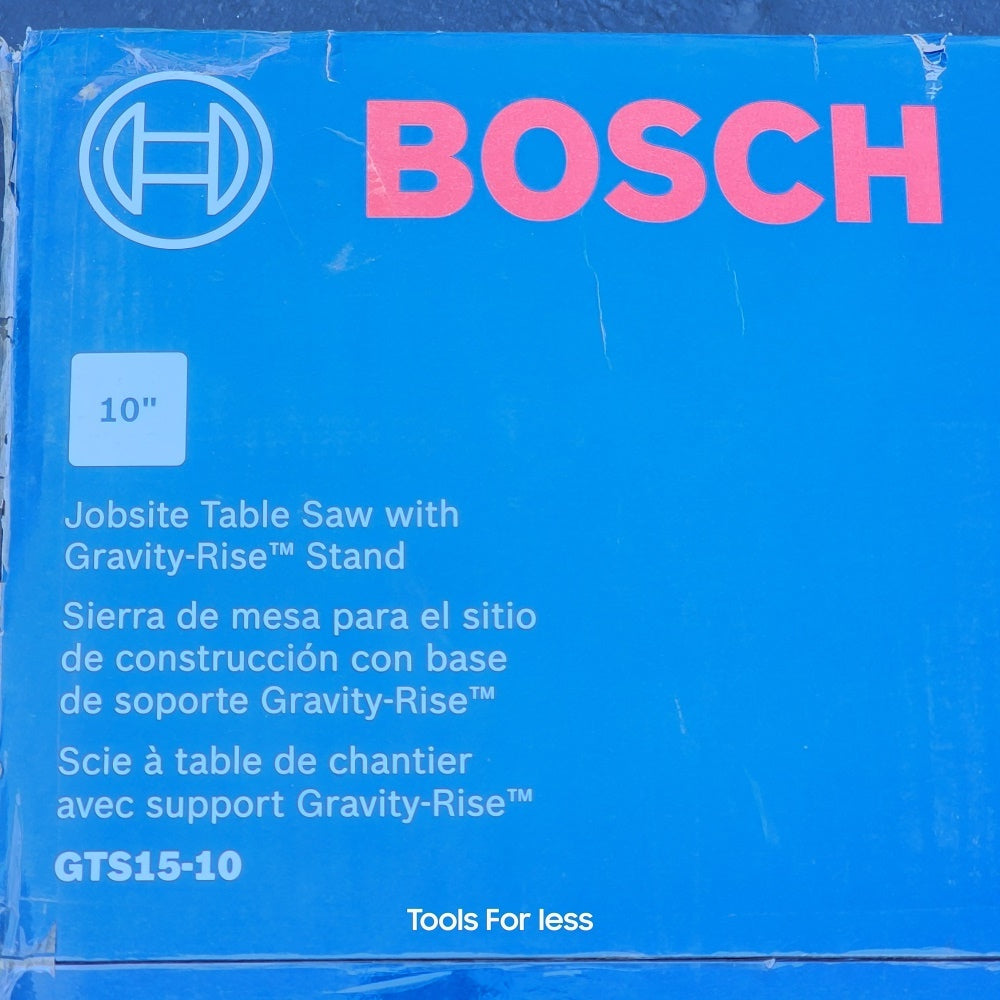 BOSCH
10"
Jobsite Table Saw with
Gravity-Rise™ Stand
Sierra de mesa para el sitio
de construcción con base
de soporte Gravity-Rise™
Scie à table de chantier
avec support Gravity-Rise™
GTS15-10
Tools For less